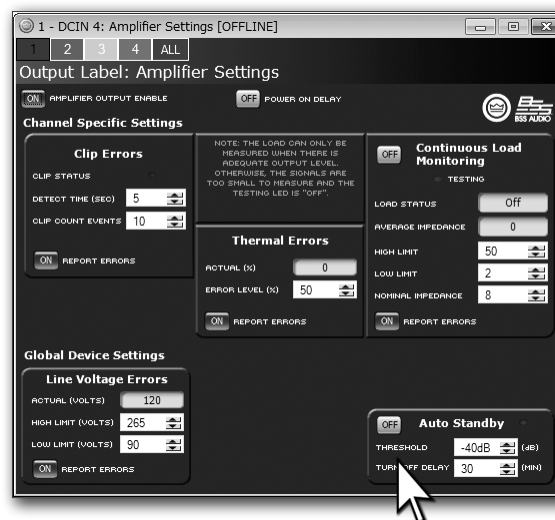 1 - DCIN 4: Amplifier Settings [OFFLINE]
1 2 3 4 ALL
Output Label: Amplifier Settings
ON AMPLIFIER OUTPUT ENABLE OFF POWER ON DELAY
BSS AUDIO
Channel Specific Settings
Clip Errors
CLIP STATUS
DETECT TIME (SEC) 5
CLIP COUNT EVENTS 10
ON REPORT ERRORS
NOTE: THE LOAD CAN ONLY BE
MEASURED WHEN THERE IS
ADEQUATE OUTPUT LEVEL.
OTHERWISE, THE SIGNALS ARE
TOO SMALL TO MEASURE AND THE
TESTING LED IS "OFF".
Thermal Errors
ACTUAL (%) 0
ERROR LEVEL (%) 50
ON REPORT ERRORS
OFF Continuous Load
Monitoring
TESTING
LOAD STATUS Off
AVERAGE IMPEDANCE 0
HIGH LIMIT 50
LOW LIMIT 2
NOMINAL IMPEDANCE 8
ON REPORT ERRORS
Global Device Settings
Line Voltage Errors
ACTUAL (VOLTS) 120
HIGH LIMIT (VOLTS) 265
LOW LIMIT (VOLTS) 90
ON REPORT ERRORS
OFF Auto Standby
THRESHOLD -40dB (dB)
TURN OFF DELAY 30 (MIN)